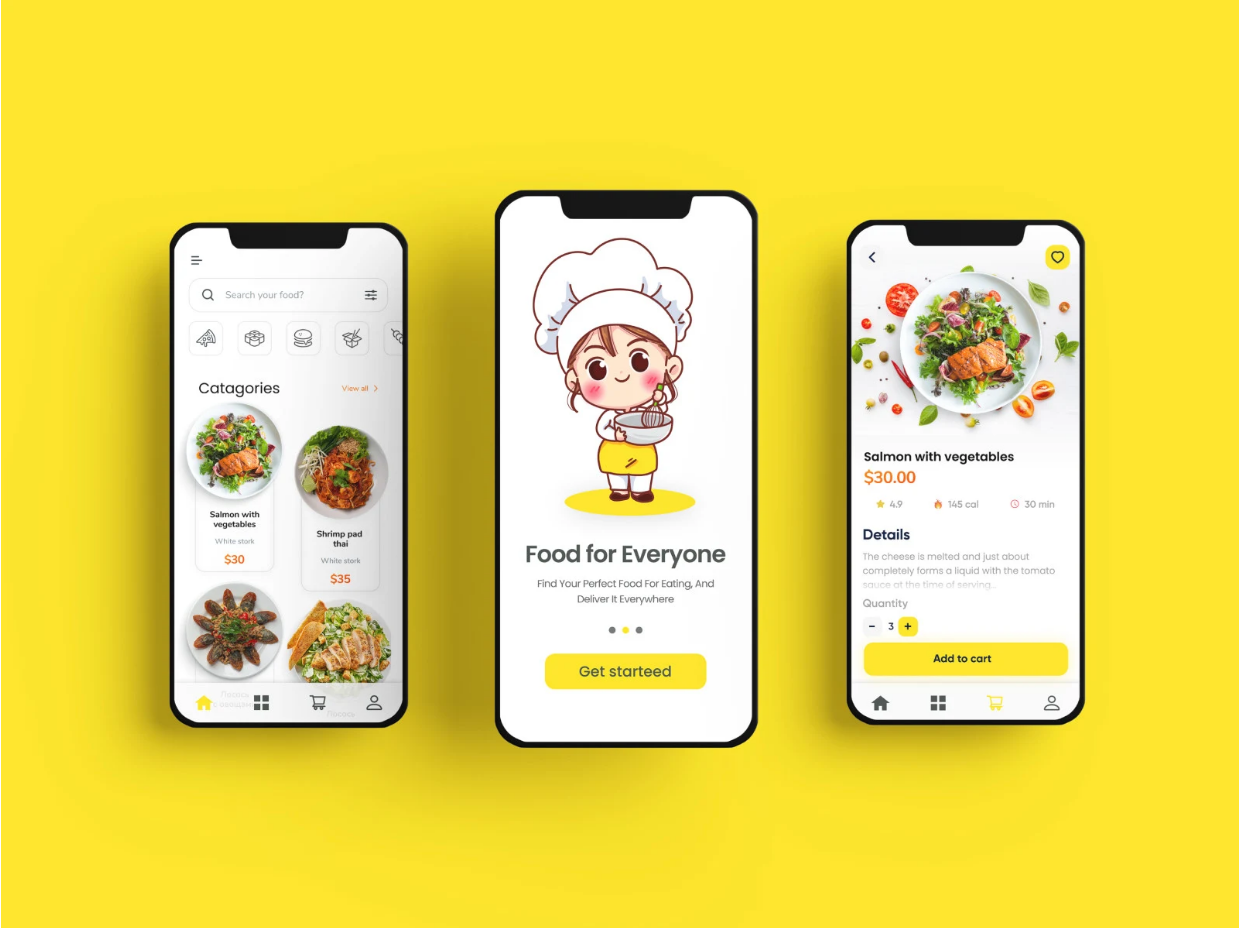 Search your food?
Catagories
View all
Salmon with
vegetables
White stork
$30
Shrimp pad
thai
White stork
$35
Лосось
с овощами
Лосось
Food for Everyone
Find Your Perfect Food For Eating, And
Deliver It Everywhere
Get starteed
Salmon with vegetables
$30.00
4.9
145 cal
30 min
Details
The cheese is melted and just about
completely forms a liquid with the tomato
sauce at the time of serving...
Quantity
- 3 +
Add to cart